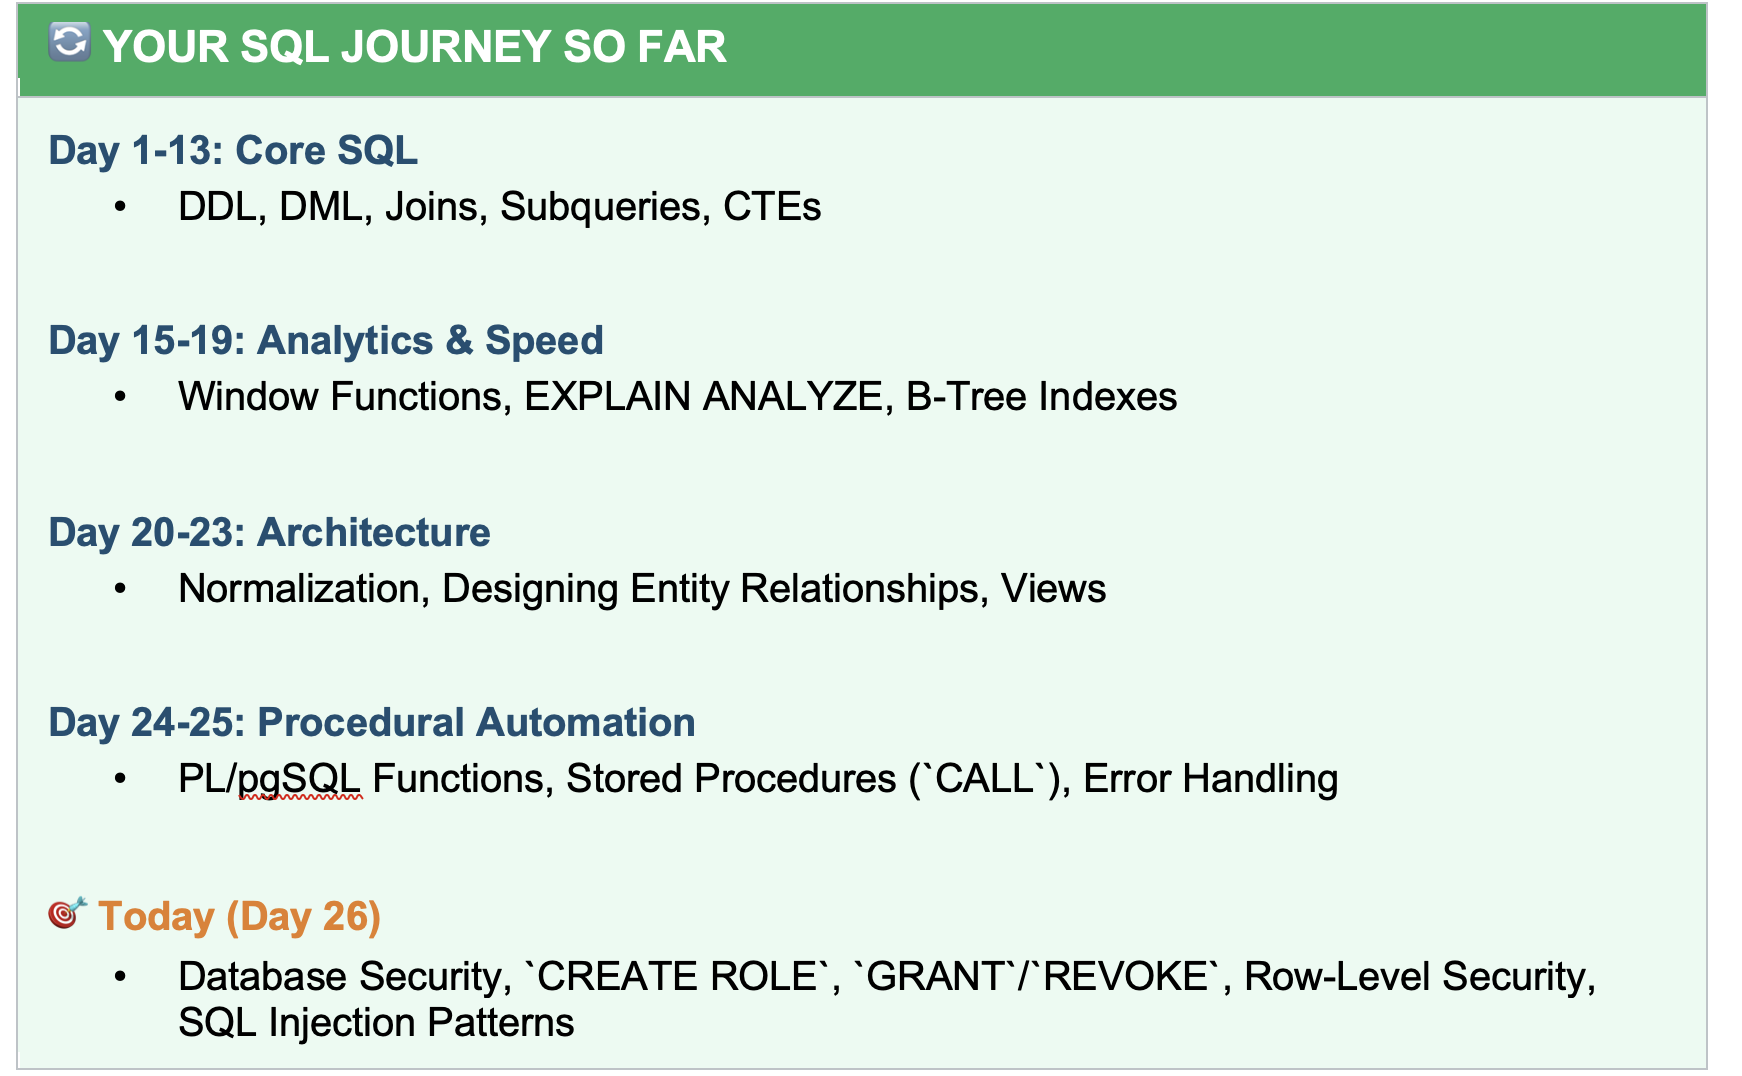 YOUR SQL JOURNEY SO FAR
Day 1-13: Core SQL
• DDL, DML, Joins, Subqueries, CTEs
Day 15-19: Analytics & Speed
• Window Functions, EXPLAIN ANALYZE, B-Tree Indexes
Day 20-23: Architecture
• Normalization, Designing Entity Relationships, Views
Day 24-25: Procedural Automation
• PL/pgSQL Functions, Stored Procedures (`CALL`), Error Handling
Today (Day 26)
• Database Security, `CREATE ROLE`, `GRANT`/`REVOKE`, Row-Level Security,
SQL Injection Patterns